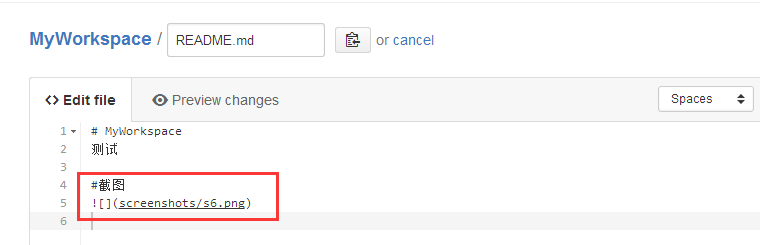 MyWorkspace / README.md or cancel
Edit file Preview changes Spaces
1 # MyWorkspace
2 测试
3
4 #截图
5 ![](screenshots/s6.png)
6